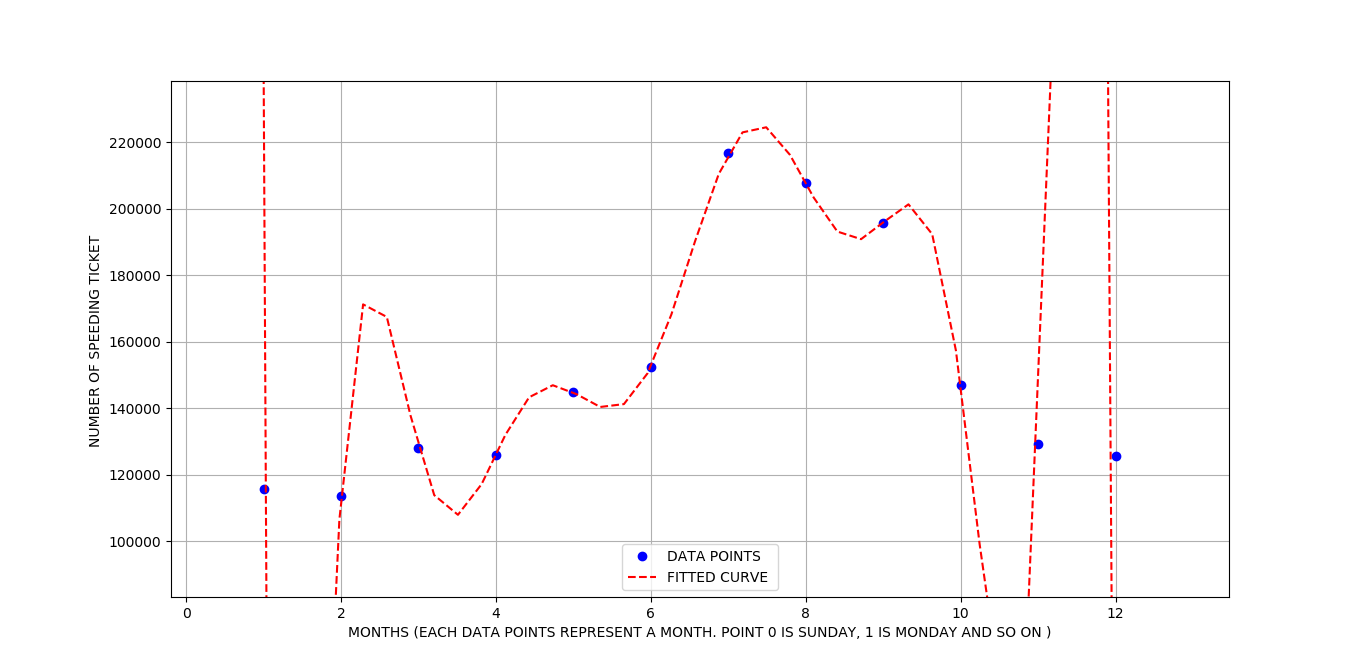 220000
200000
180000
160000
140000
120000
100000
NUMBER OF SPEEDING TICKET
DATA POINTS
FITTED CURVE
0 2 4 6 8 10 12
MONTHS (EACH DATA POINTS REPRESENT A MONTH. POINT 0 IS SUNDAY, 1 IS MONDAY AND SO ON )